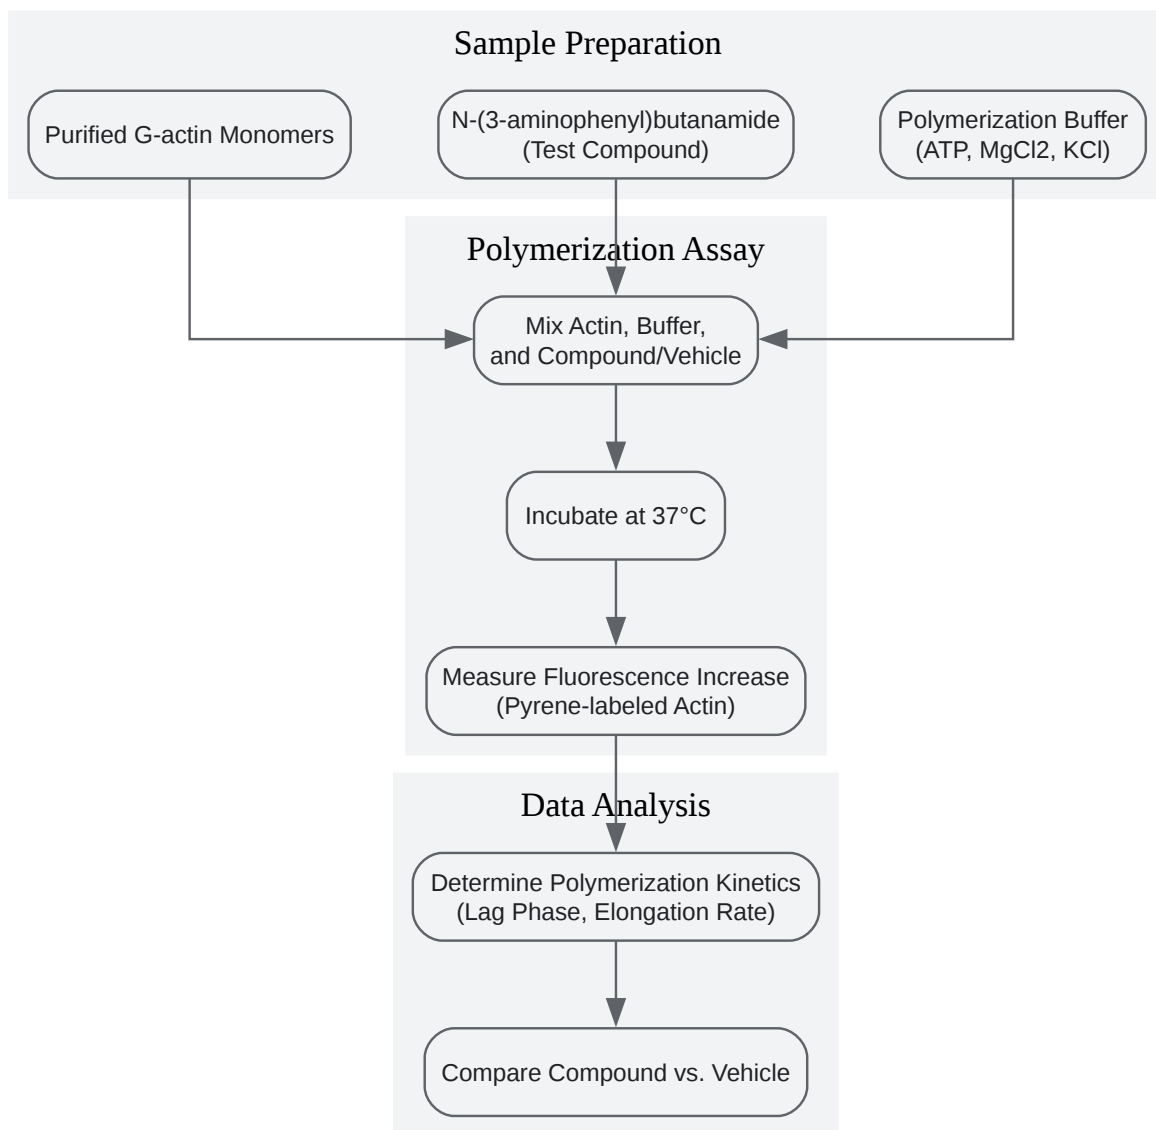 Sample Preparation
Purified G-actin Monomers
N-(3-aminophenyl)butanamide
(Test Compound)
Polymerization Buffer
(ATP, MgCl2, KCl)
Polymerization Assay
Mix Actin, Buffer,
and Compound/Vehicle
Incubate at 37°C
Measure Fluorescence Increase
(Pyrene-labeled Actin)
Data Analysis
Determine Polymerization Kinetics
(Lag Phase, Elongation Rate)
Compare Compound vs. Vehicle